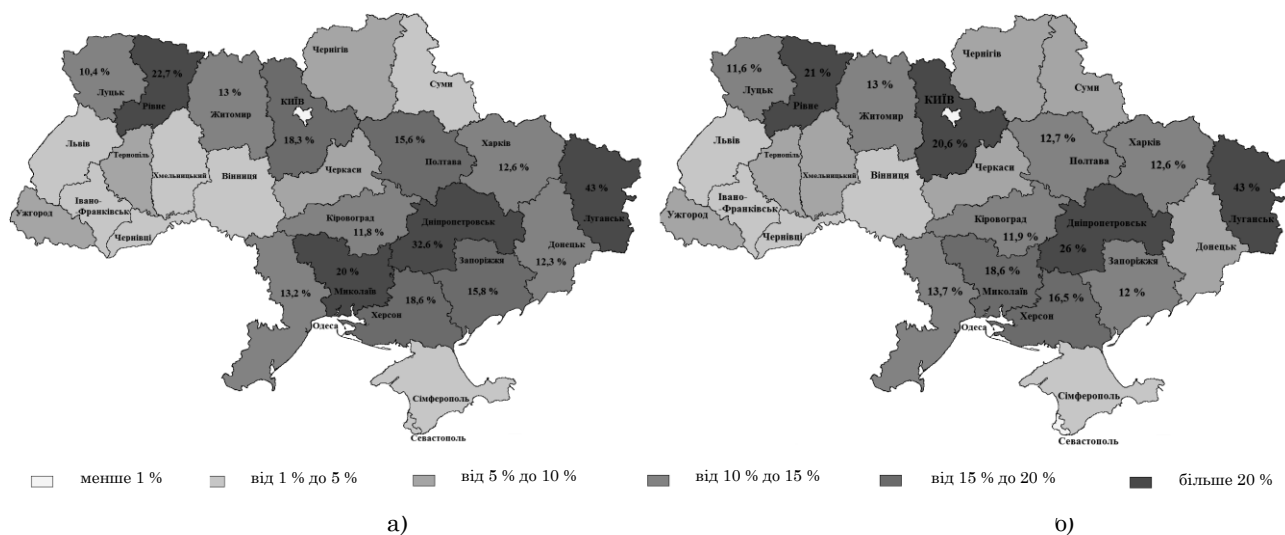 Чернігів
10,4 %
Луцьк
22,7 %
Рівне
13 %
Житомир
КИЇВ
18,3 %
Суми
Львів
Тернопіль
Хмельницький
Вінниця
Черкаси
15,6 %
Полтава
Харків
12,6 %
43 %
Луганськ
Ужгород
Івано-
Франківськ
Чернівці
Кіровоград
11,8 %
Дніпропетровськ
32,6 %
Донецьк
12,3 %
Запоріжжя
15,8 %
20 %
Миколаїв
13,2 %
18,6 %
Херсон
Одеса
Сімферополь
Севастополь
Чернігів
11,6 %
Луцьк
21 %
Рівне
13 %
Житомир
КИЇВ
20,6 %
Суми
Львів
Тернопіль
Хмельницький
Вінниця
Черкаси
12,7 %
Полтава
Харків
12,6 %
43 %
Луганськ
Ужгород
Івано-
Франківськ
Чернівці
Кіровоград
11,9 %
Дніпропетровськ
26 %
Донецьк
Запоріжжя
12 %
18,6 %
Миколаїв
13,7 %
16,5 %
Херсон
Одеса
Сімферополь
Севастополь
менше 1 % від 1 % до 5 % від 5 % до 10 % від 10 % до 15 % від 15 % до 20 % більше 20 %
а) б)